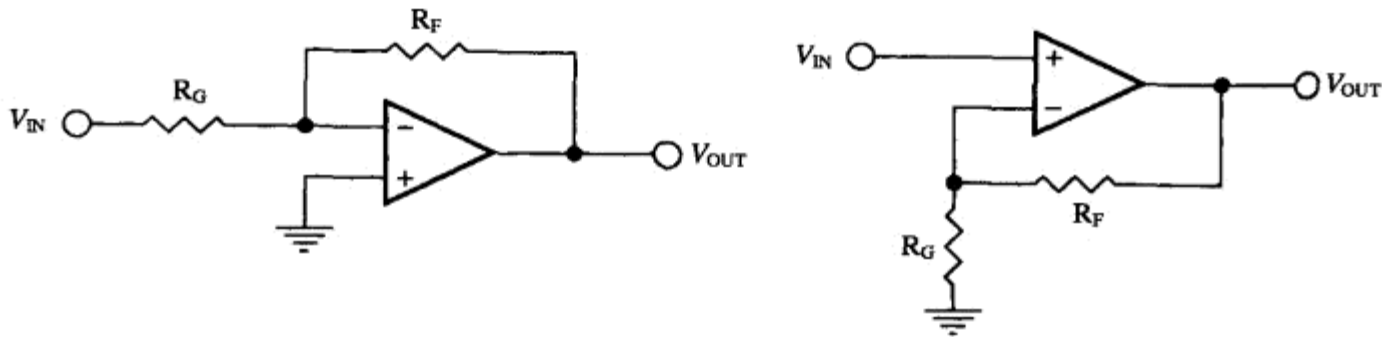 R_F
R_G
V_IN
−
+
V_OUT
V_IN
+
−
V_OUT
R_F
R_G